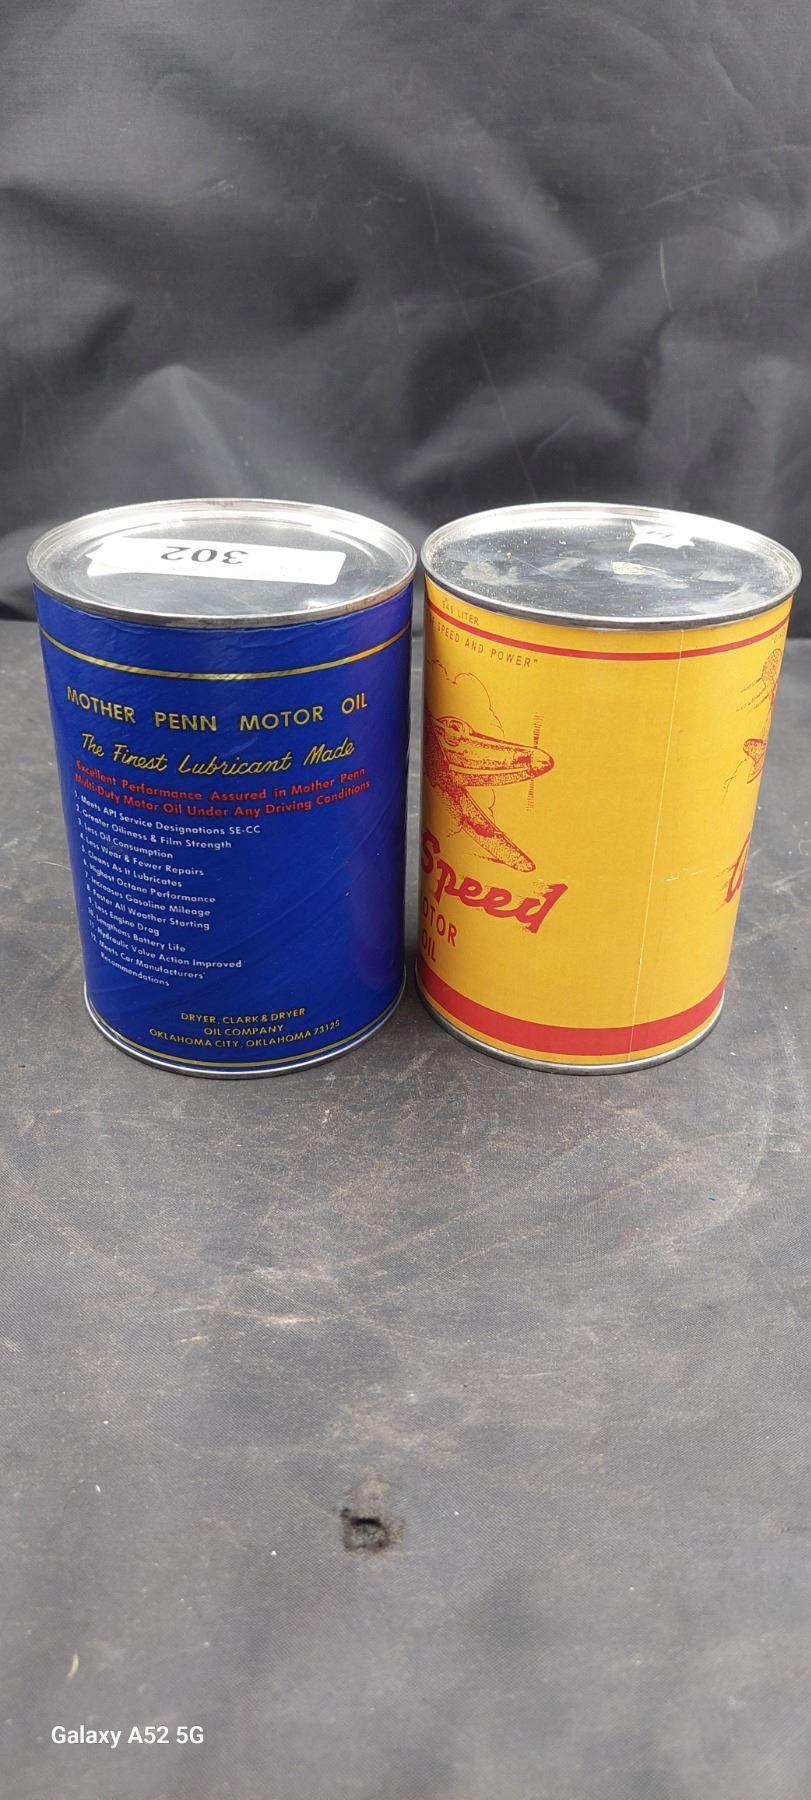 302
MOTHER PENN MOTOR OIL
The Finest Lubricant Made
Excellent Performance Assured in Mother Penn
Multi-Duty Motor Oil Under Any Driving Conditions
1. Meets API Service Designations SE-CC
2. Greater Oiliness & Film Strength
3. Less Oil Consumption
4. Less Wear & Fewer Repairs
5. Cleans As It Lubricates
6. Highest Octane Performance
7. Increases Gasoline Mileage
8. Faster All Weather Starting
9. Less Engine Drag
10. Lengthens Battery Life
11. Hydraulic Valve Action Improved
12. Meets Car Manufacturers'
Recommendations
DRYER, CLARK & DRYER
OIL COMPANY
OKLAHOMA CITY, OKLAHOMA 73125
LITER
SPEED AND POWER"
Speed
OTOR
OIL
Galaxy A52 5G